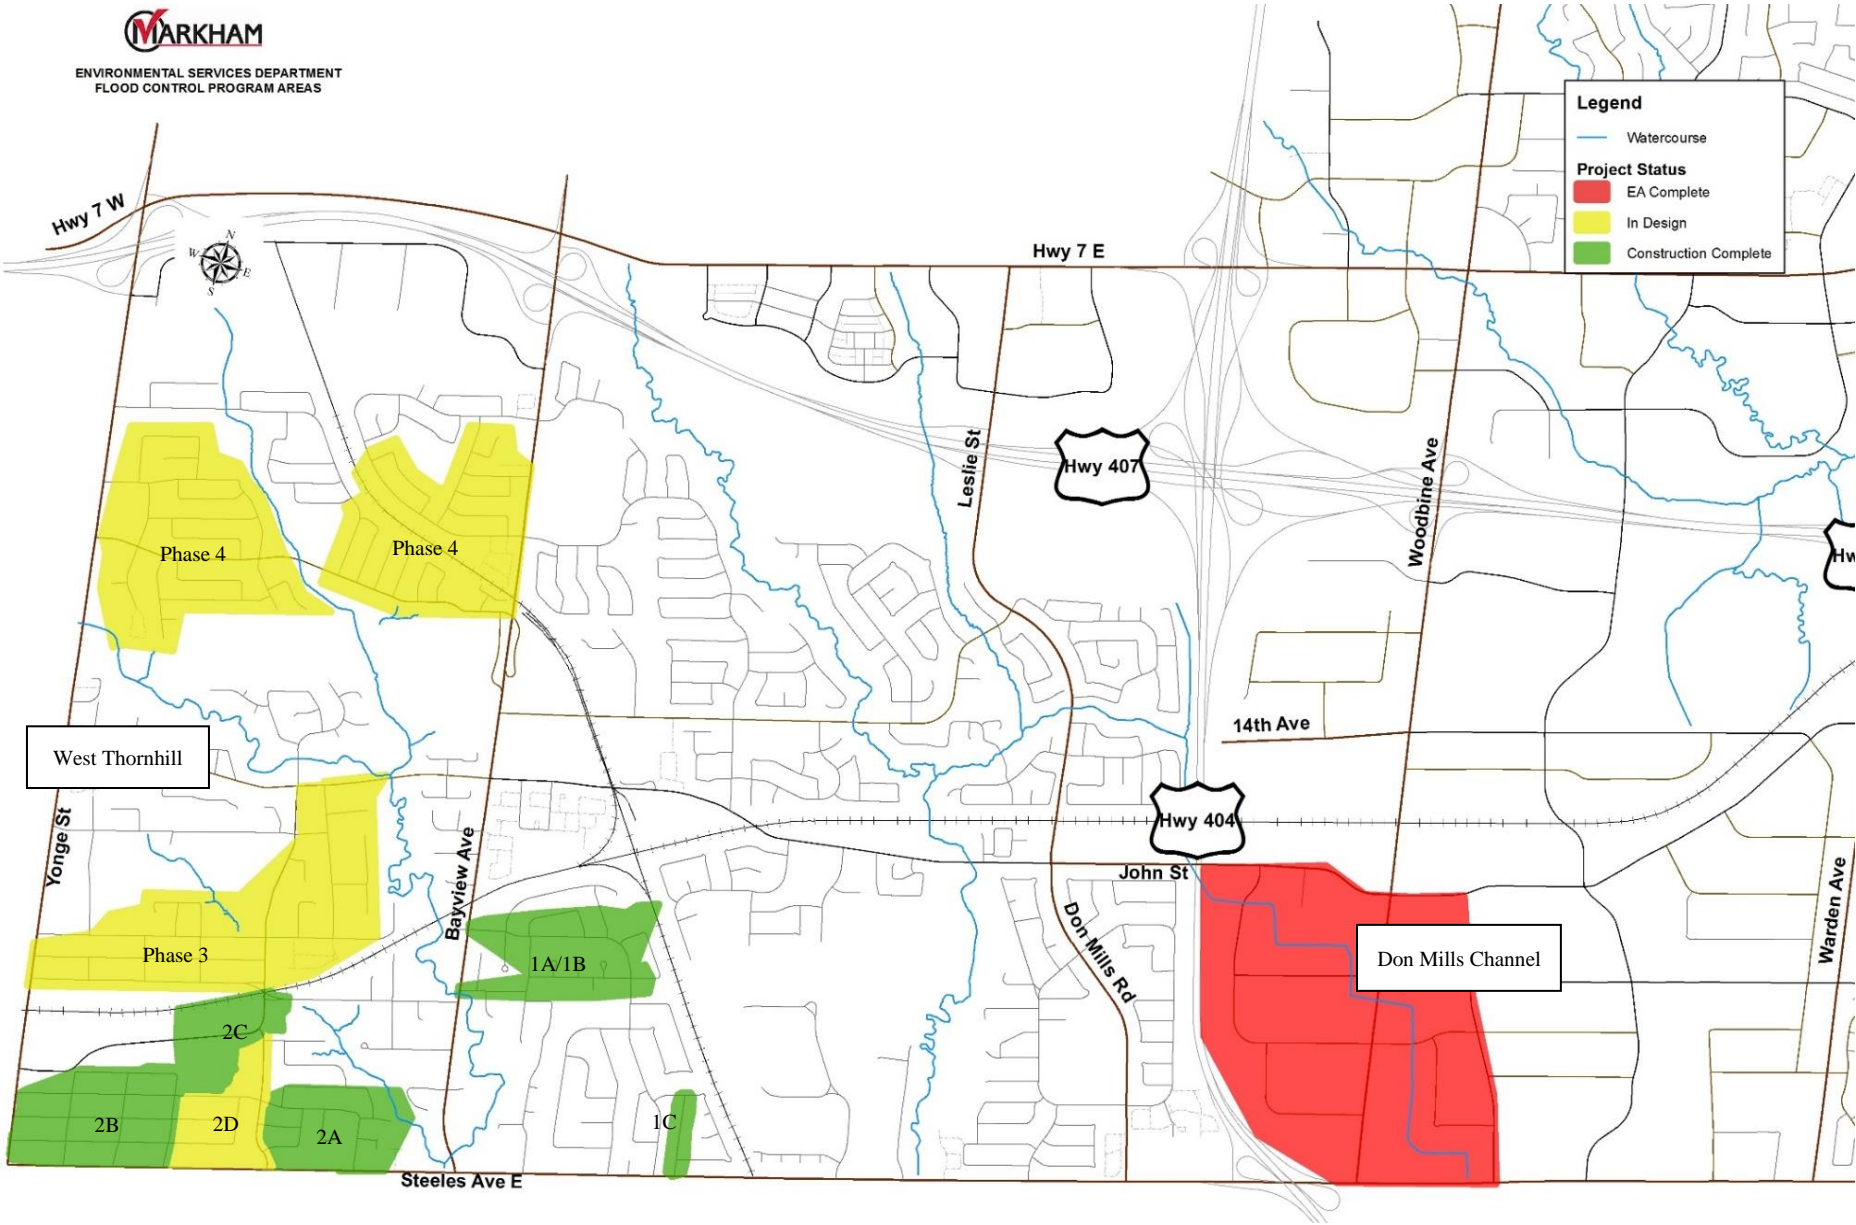 MARKHAM
ENVIRONMENTAL SERVICES DEPARTMENT
FLOOD CONTROL PROGRAM AREAS
Legend
Watercourse
Project Status
EA Complete
In Design
Construction Complete
Hwy 7 W
N
W
E
S
Hwy 7 E
Leslie St
Hwy 407
Woodbine Ave
Hw
Phase 4
Phase 4
14th Ave
West Thornhill
Yonge St
Bayview Ave
Hwy 404
John St
Don Mills Rd
Warden Ave
Phase 3
1A/1B
Don Mills Channel
2C
2B
2D
2A
1C
Steeles Ave E